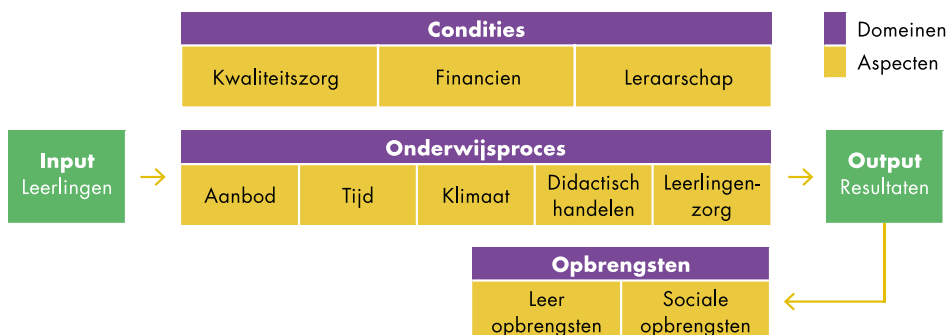 Condities
Kwaliteitszorg
Financien
Leraarschap
Domeinen
Aspecten
Input
Leerlingen
Onderwijsproces
Aanbod
Tijd
Klimaat
Didactisch
handelen
Leerlingen-
zorg
Output
Resultaten
Opbrengsten
Leer
opbrengsten
Sociale
opbrengsten